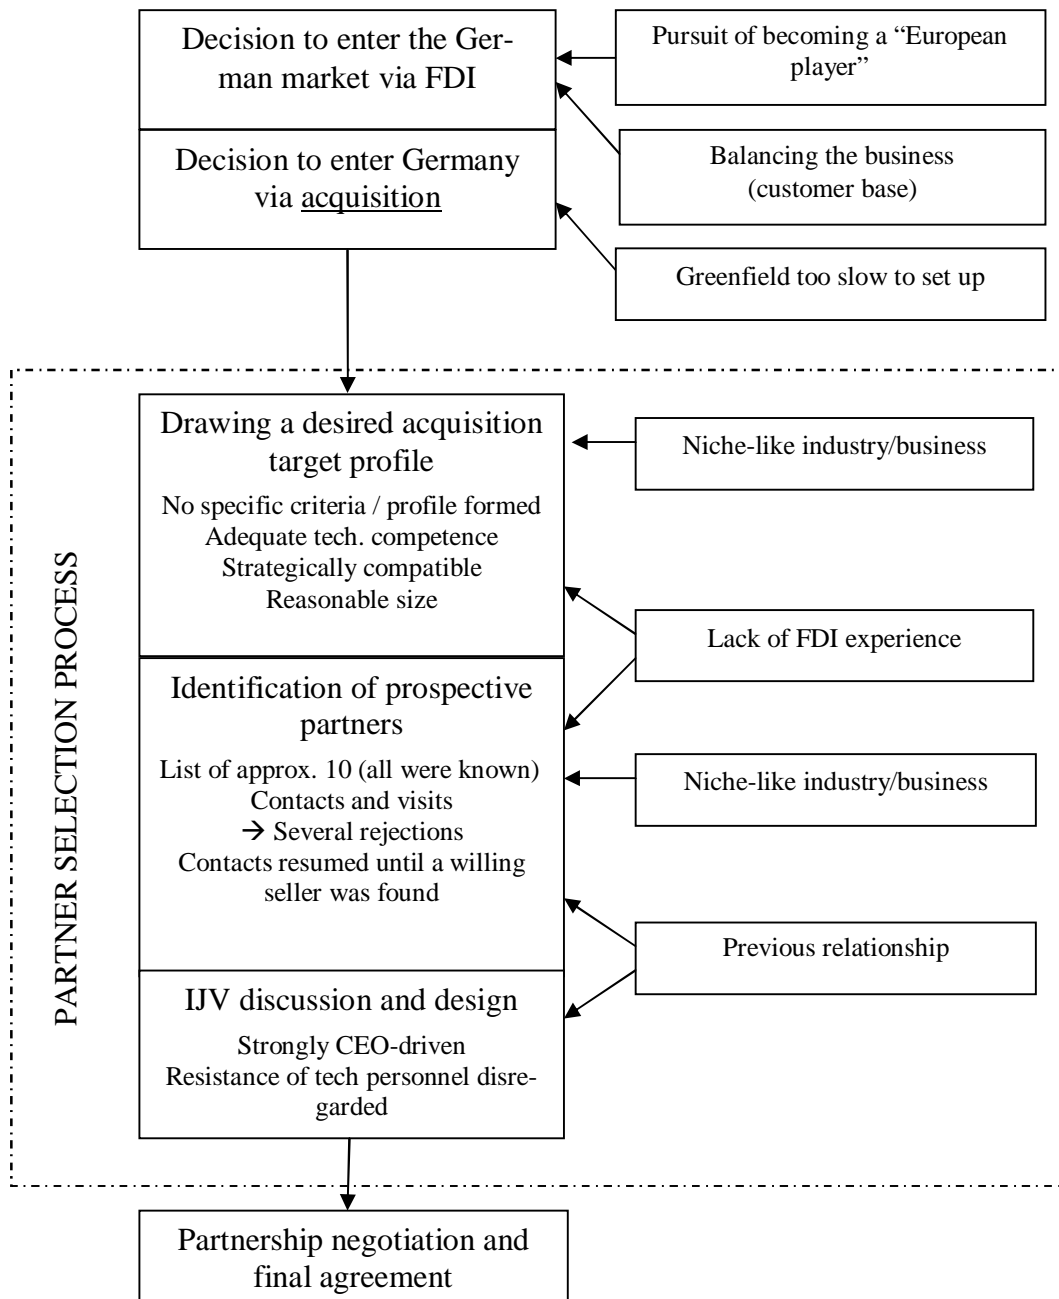 Decision to enter the Ger-
man market via FDI
Pursuit of becoming a “European
player”
Decision to enter Germany
via acquisition
Balancing the business
(customer base)
Greenfield too slow to set up
PARTNER SELECTION PROCESS
Drawing a desired acquisition
target profile
No specific criteria / profile formed
Adequate tech. competence
Strategically compatible
Reasonable size
Niche-like industry/business
Lack of FDI experience
Identification of prospective
partners
List of approx. 10 (all were known)
Contacts and visits
→ Several rejections
Contacts resumed until a willing
seller was found
Niche-like industry/business
Previous relationship
IJV discussion and design
Strongly CEO-driven
Resistance of tech personnel disre-
garded
Partnership negotiation and
final agreement